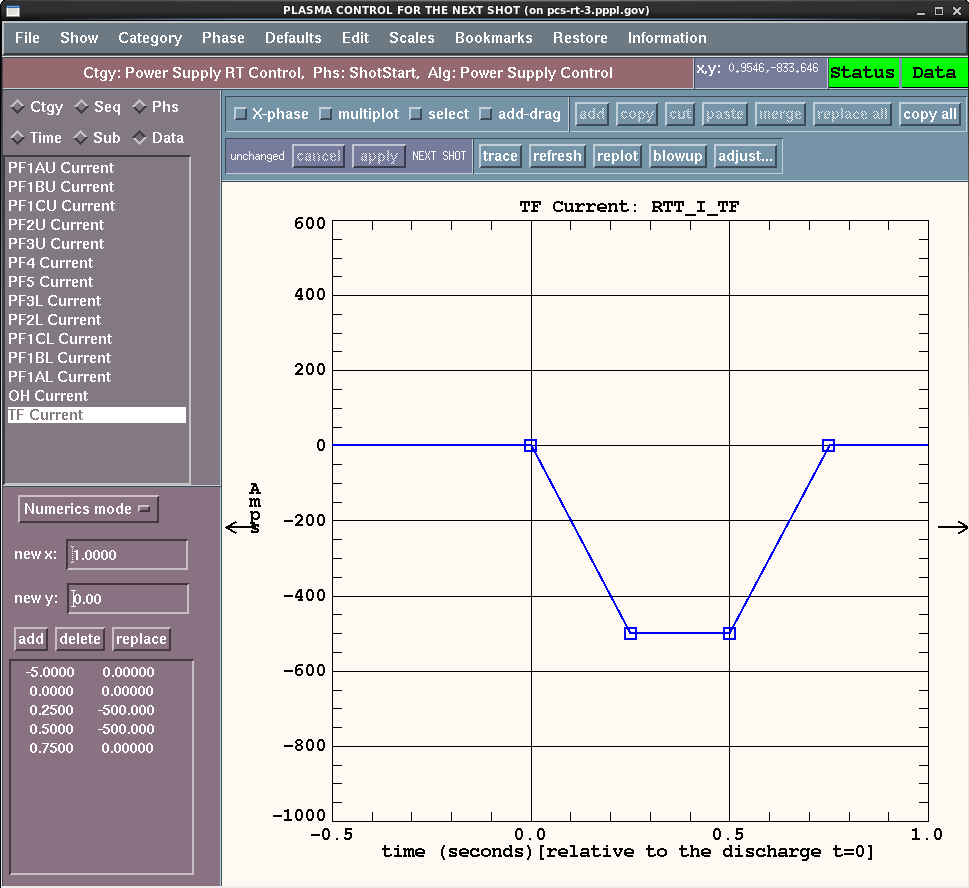 PLASMA CONTROL FOR THE NEXT SHOT (on pcs-rt-3.pppl.gov)
File Show Category Phase Defaults Edit Scales Bookmarks Restore Information
Ctgy: Power Supply RT Control, Phs: ShotStart, Alg: Power Supply Control
x,y: 0.9546,-833.646
Status Data
Ctgy Seq Phs
Time Sub Data
X-phase multiplot select add-drag add copy cut paste merge replace all copy all
unchanged cancel apply NEXT SHOT trace refresh replot blowup adjust...
PF1AU Current
PF1BU Current
PF1CU Current
PF2U Current
PF3U Current
PF4 Current
PF5 Current
PF3L Current
PF2L Current
PF1CL Current
PF1BL Current
PF1AL Current
OH Current
TF Current
Numerics mode
new x: 1.0000
new y: 0.00
add delete replace
-5.0000 0.00000
0.0000 0.00000
0.2500 -500.000
0.5000 -500.000
0.7500 0.00000
TF Current: RTT_I_TF
600
400
200
0
-200
-400
-600
-800
-1000
Amps
-0.5 0.0 0.5 1.0
time (seconds)[relative to the discharge t=0]